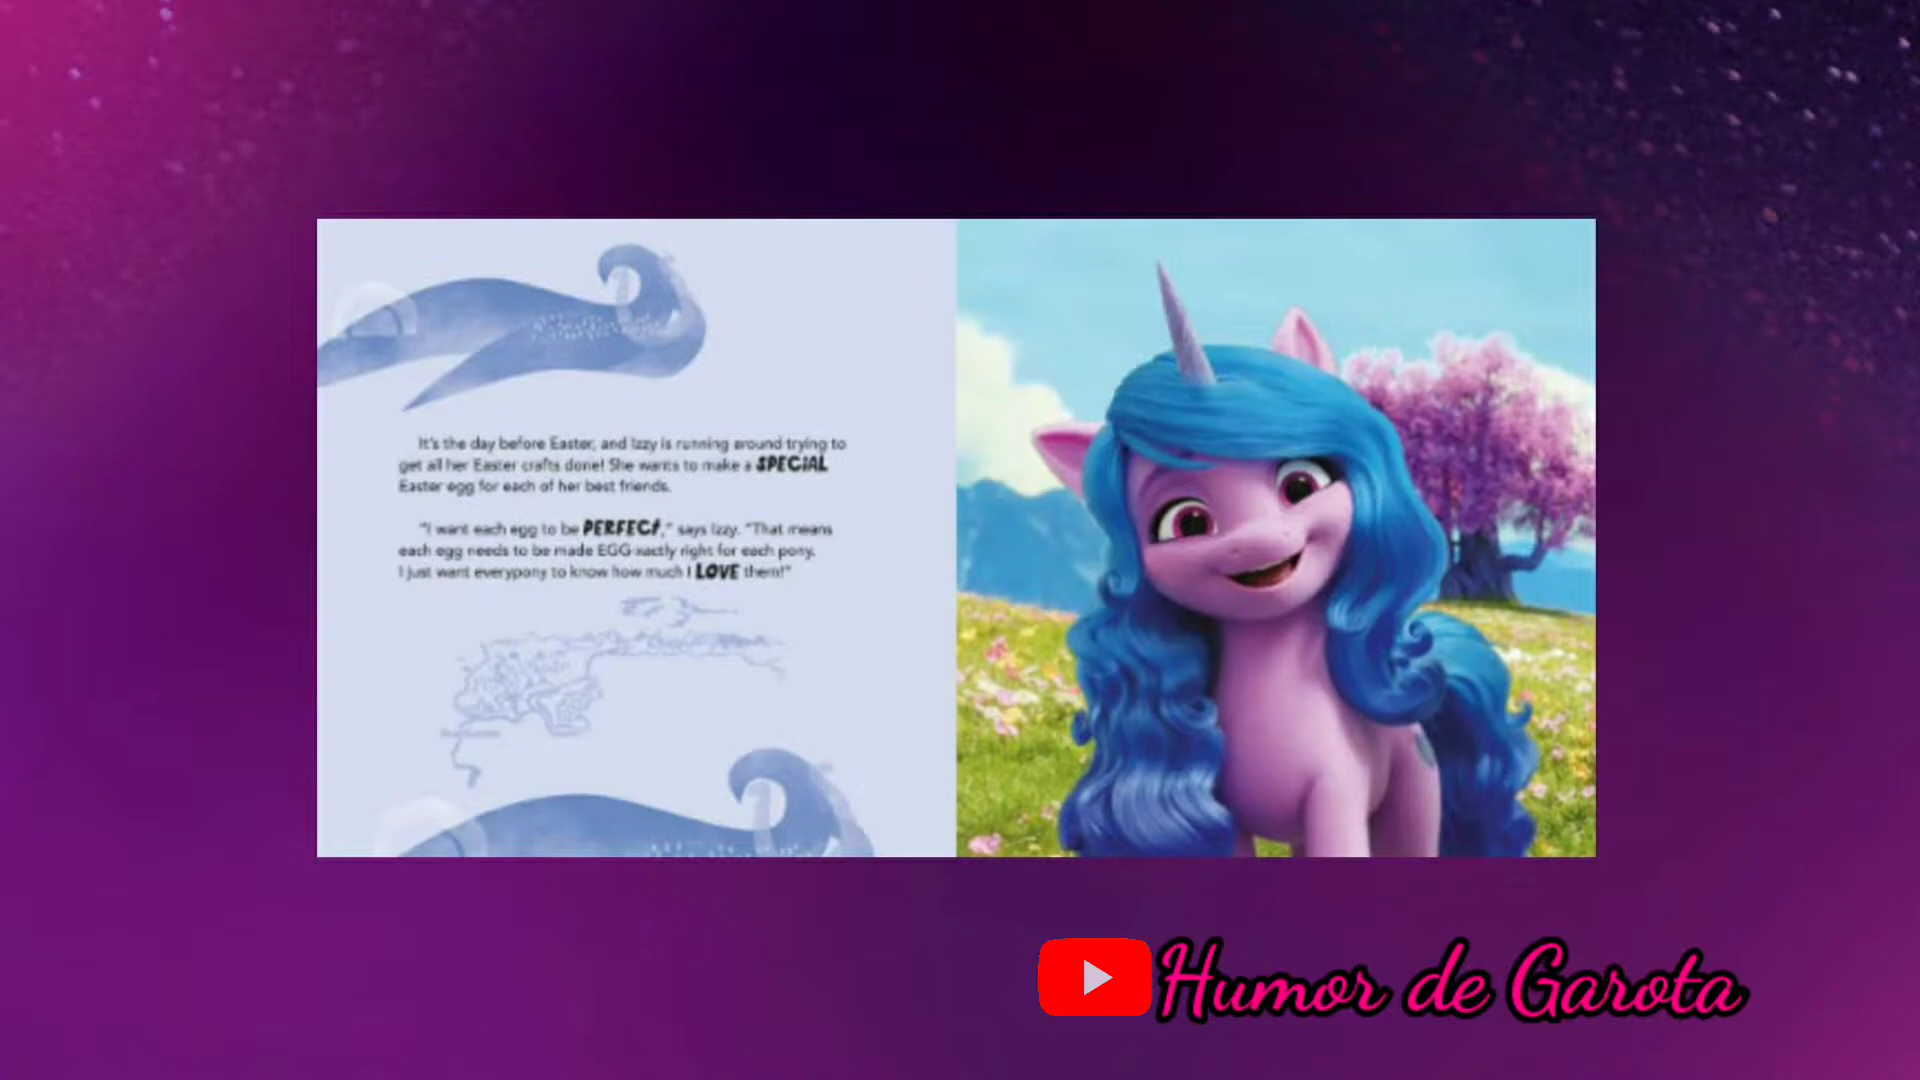 It's the day before Easter, and Izzy is running around trying to
get all her Easter crafts done! She wants to make a SPECIAL
Easter egg for each of her best friends.
"I want each egg to be PERFECT," says Izzy. "That means
each egg needs to be made EGG-xactly right for each pony.
I just want everypony to know how much I LOVE them!"
Humor de Garota